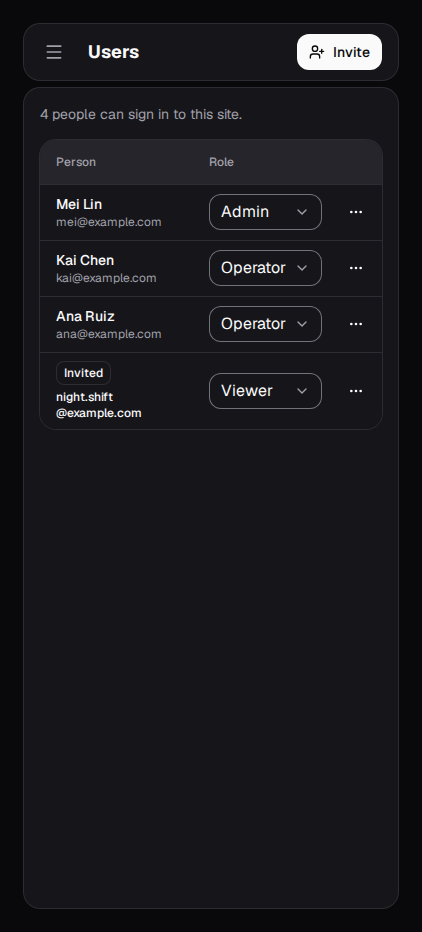 Users
Invite
4 people can sign in to this site.
Person Role
Mei Lin
mei@example.com
Admin
Kai Chen
kai@example.com
Operator
Ana Ruiz
ana@example.com
Operator
Invited
night.shift
@example.com
Viewer